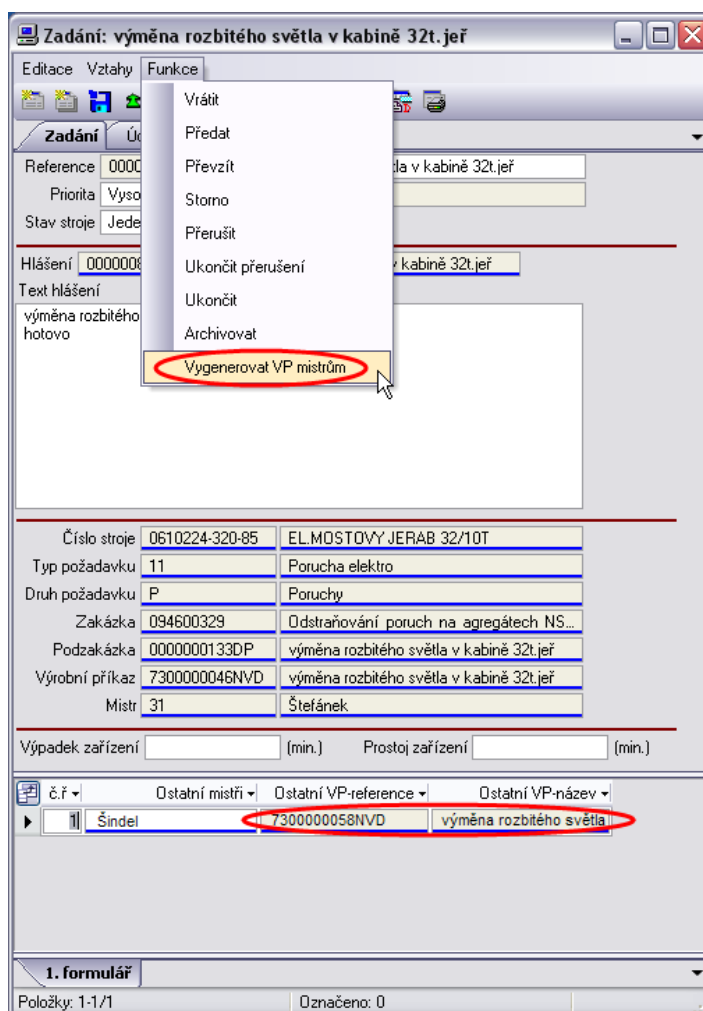 Zadání: výměna rozbitého světla v kabině 32t. jeř
Editace Vztahy Funkce
Vrátit
Předat
Převzít
Storno
Přerušit
Ukončit přerušení
Ukončit
Archivovat
Vygenerovat VP mistrům
Zadání
Reference v kabině 32t.jeř
Priorita
Stav stroje
Hlášení kabině 32t.jeř
Text hlášení
výměna rozbitého
hotovo
Číslo stroje 0610224-320-85 EL.MOSTOVY JERAB 32/10T
Typ požadavku 11 Porucha elektro
Druh požadavku P Poruchy
Zakázka 094600329 Odstraňování poruch na agregátech NS...
Podzakázka 0000000133DP výměna rozbitého světla v kabině 32t.jeř
Výrobní příkaz 7300000046NVD výměna rozbitého světla v kabině 32t.jeř
Mistr 31 Štefánek
Výpadek zařízení (min.) Prostoj zařízení (min.)
č.ř Ostatní mistři Ostatní VP-reference Ostatní VP-název
1 Šindel 7300000058NVD výměna rozbitého světla
1. formulář
Položky: 1-1/1 Označeno: 0